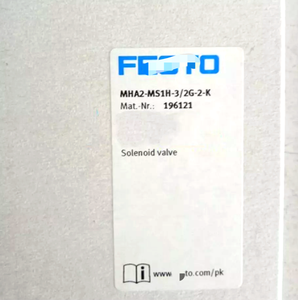 FESTO
MHA2-MS1H-3/2G-2-K
Mat.-Nr.: 196121
Solenoid valve
i
www. to.com/pk